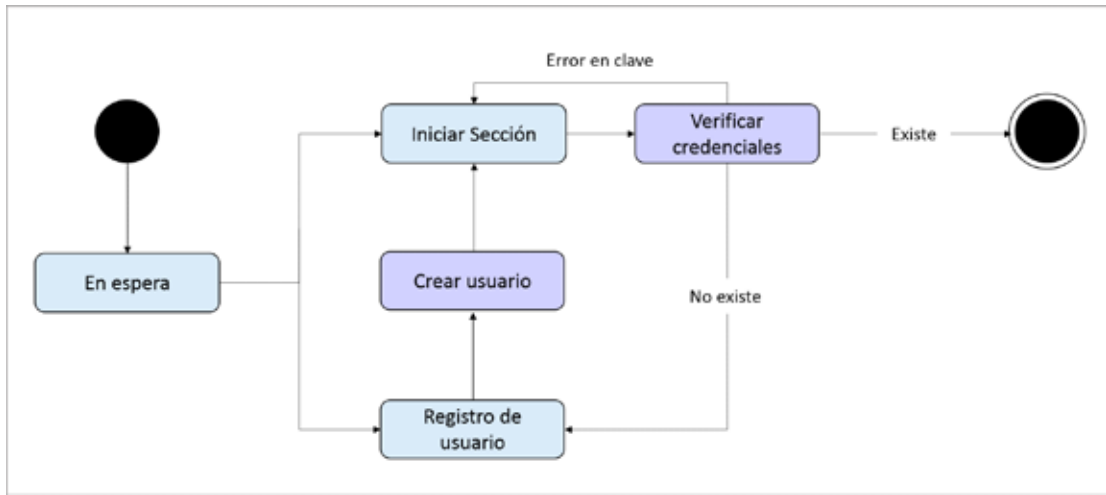 Error en clave
Iniciar Sección
Verificar
credenciales
Existe
En espera
Crear usuario
No existe
Registro de
usuario